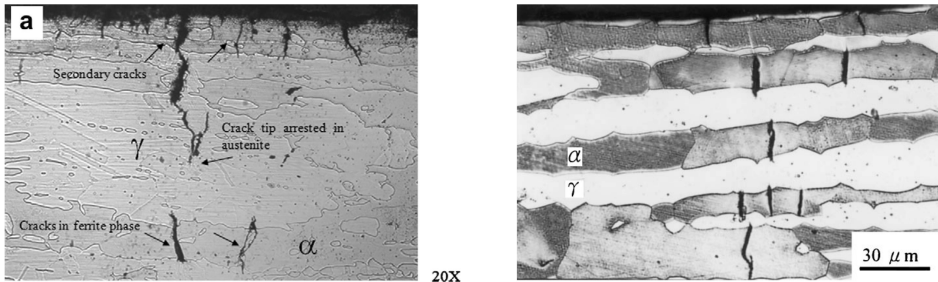 a
Secondary cracks
Crack tip arrested in
austenite
γ
Cracks in ferrite phase
α
20X
α
γ
30 μm